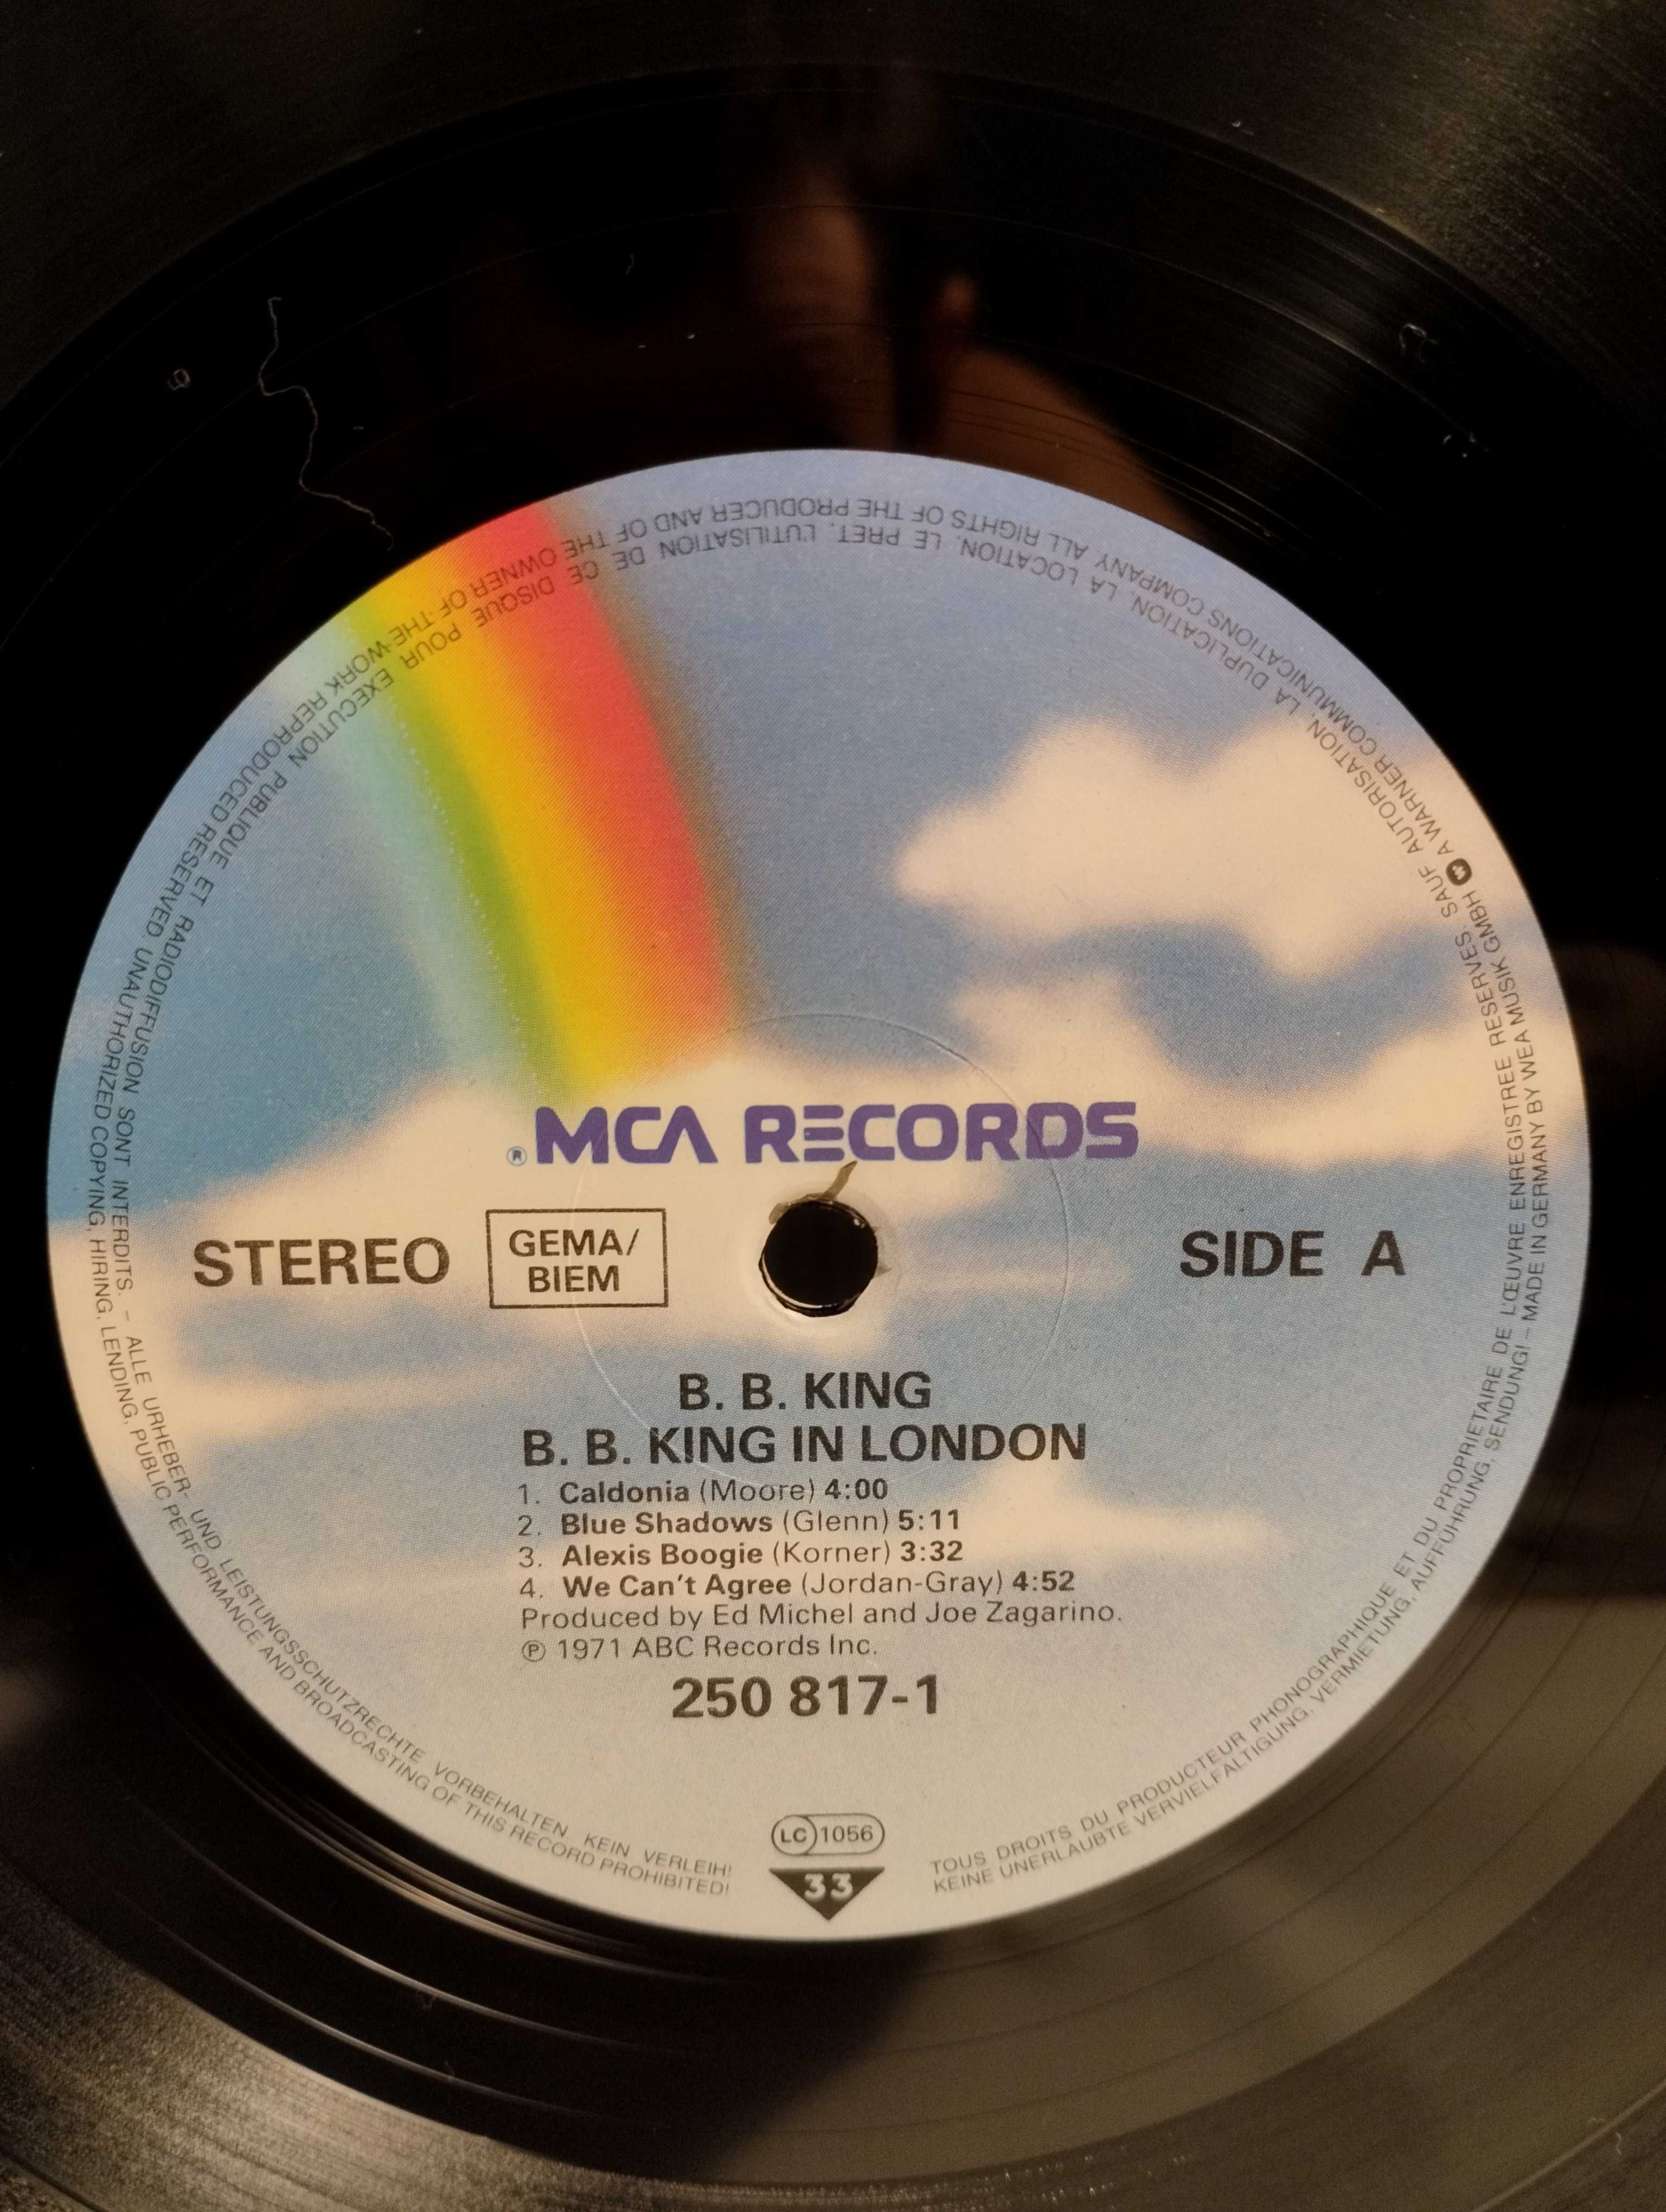 ® MCA RECORDS
STEREO
GEMA/
BIEM
SIDE A
B. B. KING
B. B. KING IN LONDON
1. Caldonia (Moore) 4:00
2. Blue Shadows (Glenn) 5:11
3. Alexis Boogie (Korner) 3:32
4. We Can't Agree (Jordan-Gray) 4:52
Produced by Ed Michel and Joe Zagarino.
℗ 1971 ABC Records Inc.
250 817-1
LC 1056
33
TOUS DROITS DU PRODUCTEUR PHONOGRAPHIQUE ET DU PROPRIETAIRE DE L'ŒUVRE ENREGISTREE RESERVES SAUF AUTORISATION, LA DUPLICATION, LA LOCATION, LE PRET, L'UTILISATION DE CE DISQUE POUR EXECUTION PUBLIQUE ET RADIODIFFUSION SONT INTERDITS. – ALLE URHEBER- UND LEISTUNGSSCHUTZRECHTE VORBEHALTEN KEIN VERLEIH!
KEINE UNERLAUBTE VERVIELFALTIGUNG, VERMIETUNG, AUFFUHRUNG, SENDUNG! – MADE IN GERMANY BY WEA MUSIK GMBH A WARNER COMMUNICATIONS COMPANY ALL RIGHTS OF THE PRODUCER AND OF THE OWNER OF THE WORK REPRODUCED RESERVED. UNAUTHORIZED COPYING, HIRING, LENDING, PUBLIC PERFORMANCE AND BROADCASTING OF THIS RECORD PROHIBITED!